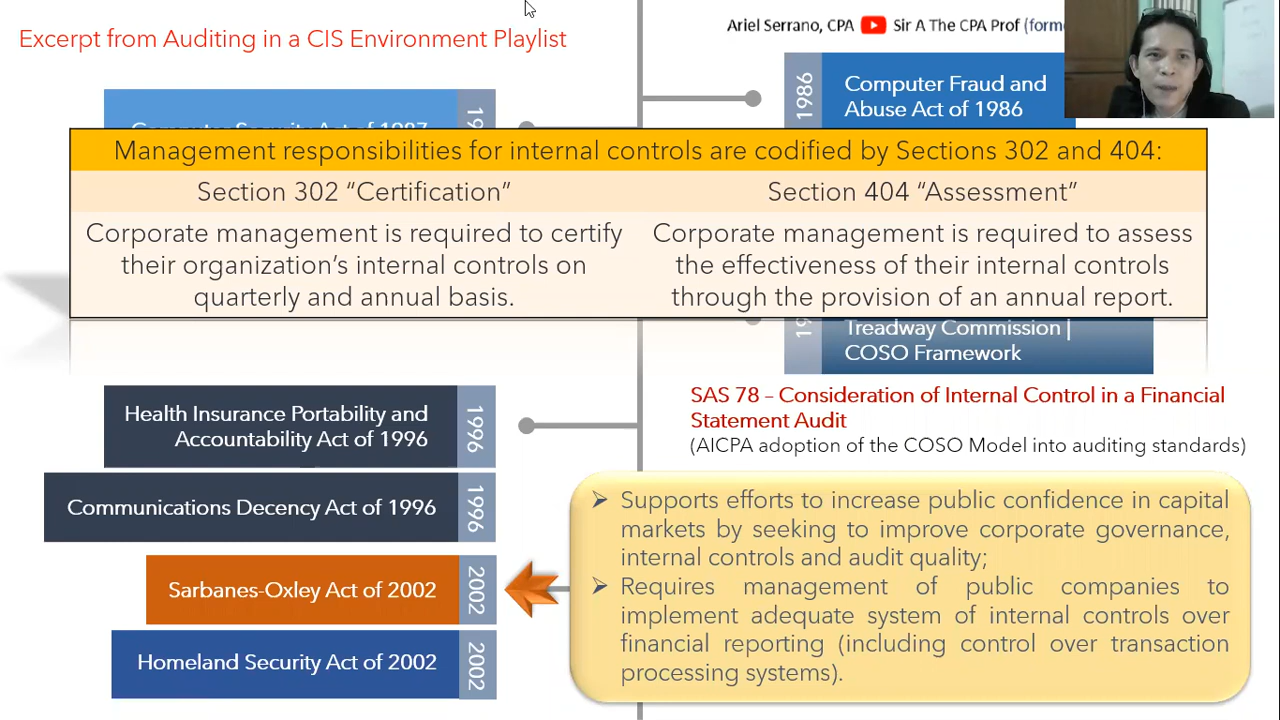 Excerpt from Auditing in a CIS Environment Playlist
Ariel Serrano, CPA
Sir A The CPA Prof (form
1986
Computer Fraud and
Abuse Act of 1986
Computer Security Act of 1987
Management responsibilities for internal controls are codified by Sections 302 and 404:
Section 302 "Certification"
Corporate management is required to certify
their organization's internal controls on
quarterly and annual basis.
Section 404 "Assessment"
Corporate management is required to assess
the effectiveness of their internal controls
through the provision of an annual report.
Treadway Commission |
COSO Framework
SAS 78 – Consideration of Internal Control in a Financial
Statement Audit
(AICPA adoption of the COSO Model into auditing standards)
Health Insurance Portability and
Accountability Act of 1996
1996
Communications Decency Act of 1996
1996
Sarbanes-Oxley Act of 2002
2002
Homeland Security Act of 2002
2002
➢ Supports efforts to increase public confidence in capital
markets by seeking to improve corporate governance,
internal controls and audit quality;
➢ Requires management of public companies to
implement adequate system of internal controls over
financial reporting (including control over transaction
processing systems).